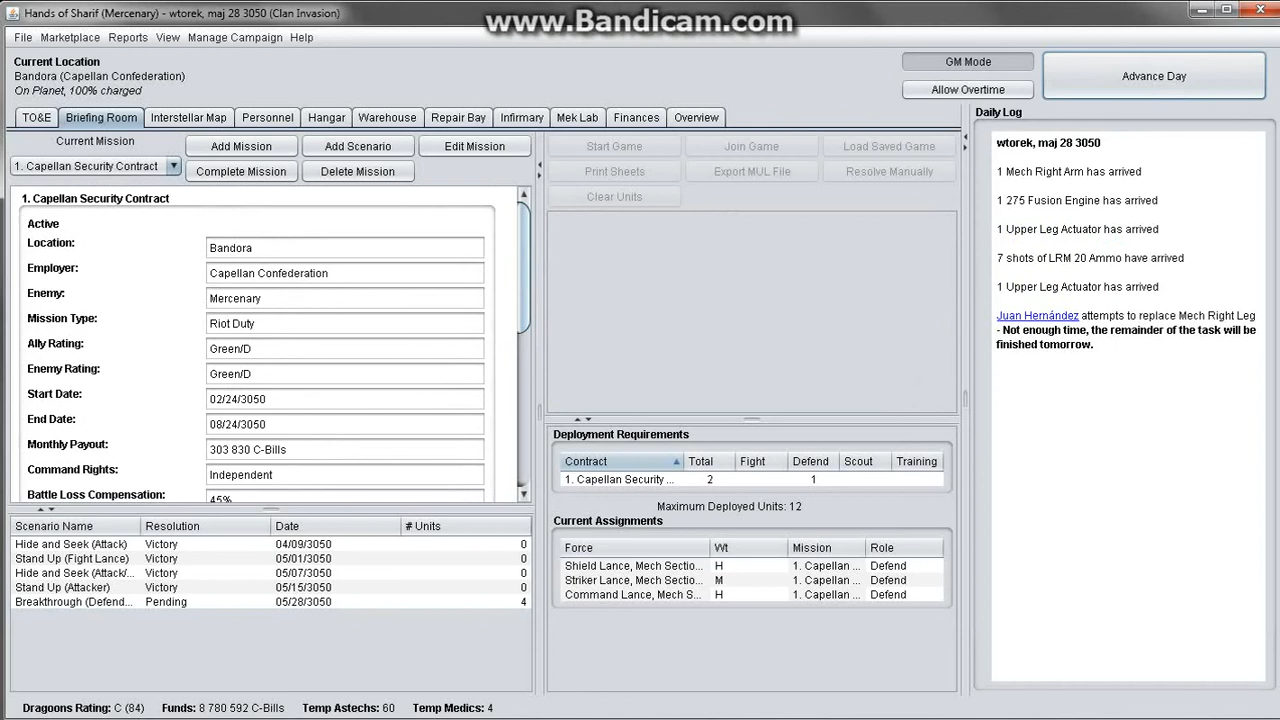 Hands of Sharif (Mercenary) - wtorek, maj 28 3050 (Clan Invasion)
www.Bandicam.com
File Marketplace Reports View Manage Campaign Help
Current Location
Bandora (Capellan Confederation)
On Planet, 100% charged
GM Mode
Allow Overtime
Advance Day
TO&E Briefing Room Interstellar Map Personnel Hangar Warehouse Repair Bay Infirmary Mek Lab Finances Overview
Current Mission
1. Capellan Security Contract
Add Mission Add Scenario Edit Mission
Complete Mission Delete Mission
1. Capellan Security Contract
Active
Location: Bandora
Employer: Capellan Confederation
Enemy: Mercenary
Mission Type: Riot Duty
Ally Rating: Green/D
Enemy Rating: Green/D
Start Date: 02/24/3050
End Date: 08/24/3050
Monthly Payout: 303 830 C-Bills
Command Rights: Independent
Battle Loss Compensation: 45%
Scenario Name Resolution Date # Units
Hide and Seek (Attack) Victory 04/09/3050 0
Stand Up (Fight Lance) Victory 05/01/3050 0
Hide and Seek (Attack/... Victory 05/07/3050 0
Stand Up (Attacker) Victory 05/15/3050 0
Breakthrough (Defend... Pending 05/28/3050 4
Start Game Join Game Load Saved Game
Print Sheets Export MUL File Resolve Manually
Clear Units
Deployment Requirements
Contract Total Fight Defend Scout Training
1. Capellan Security ... 2 1
Maximum Deployed Units: 12
Current Assignments
Force Wt Mission Role
Shield Lance, Mech Sectio... H 1. Capellan ... Defend
Striker Lance, Mech Sectio... M 1. Capellan ... Defend
Command Lance, Mech S... H 1. Capellan ... Defend
Daily Log
wtorek, maj 28 3050
1 Mech Right Arm has arrived
1 275 Fusion Engine has arrived
1 Upper Leg Actuator has arrived
7 shots of LRM 20 Ammo have arrived
1 Upper Leg Actuator has arrived
Juan Hernández attempts to replace Mech Right Leg
- Not enough time, the remainder of the task will be
finished tomorrow.
Dragoons Rating: C (84) Funds: 8 780 592 C-Bills Temp Astechs: 60 Temp Medics: 4